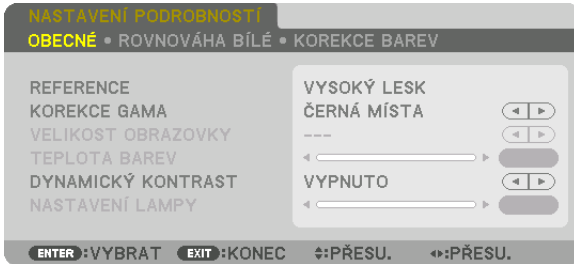 NASTAVENÍ PODROBNOSTÍ
OBECNÉ • ROVNOVÁHA BÍLÉ • KOREKCE BAREV
REFERENCE VYSOKÝ LESK
KOREKCE GAMA ČERNÁ MÍSTA
VELIKOST OBRAZOVKY ---
TEPLOTA BAREV
DYNAMICKÝ KONTRAST VYPNUTO
NASTAVENÍ LAMPY
ENTER:VYBRAT EXIT:KONEC :PŘESU. :PŘESU.